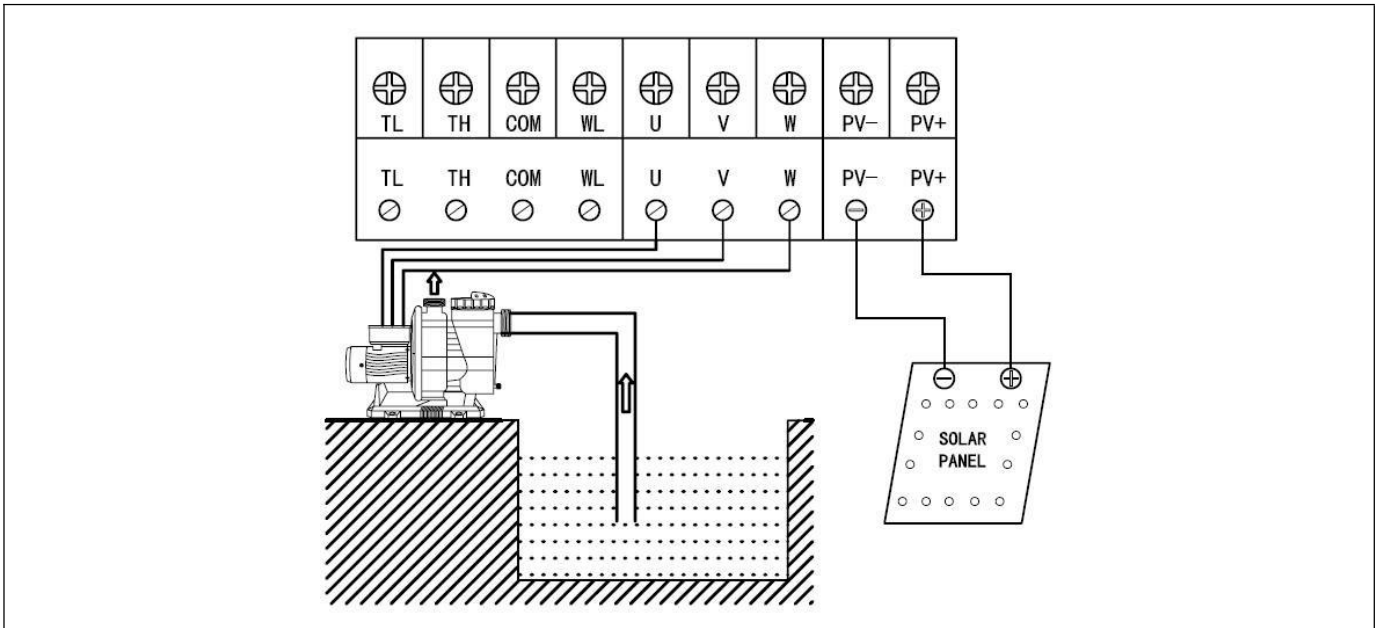 TL TH COM WL U V W PV- PV+
TL TH COM WL U V W PV- PV+
SOLAR
PANEL